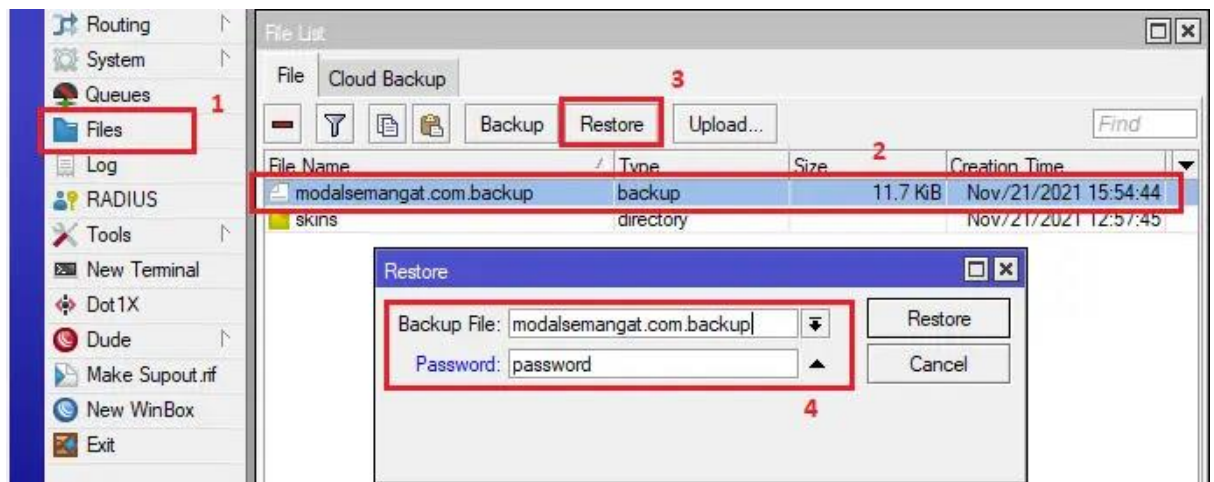 Routing
System
Queues
1
Files
Log
RADIUS
Tools
New Terminal
Dot1X
Dude
Make Supout.rif
New WinBox
Exit
File List
File Cloud Backup
3
Backup Restore Upload... Find
2
File Name Type Size Creation Time
modalsemangat.com.backup backup 11.7 KiB Nov/21/2021 15:54:44
skins directory Nov/21/2021 12:57:45
Restore
Backup File: modalsemangat.com.backup Restore
Password: password Cancel
4